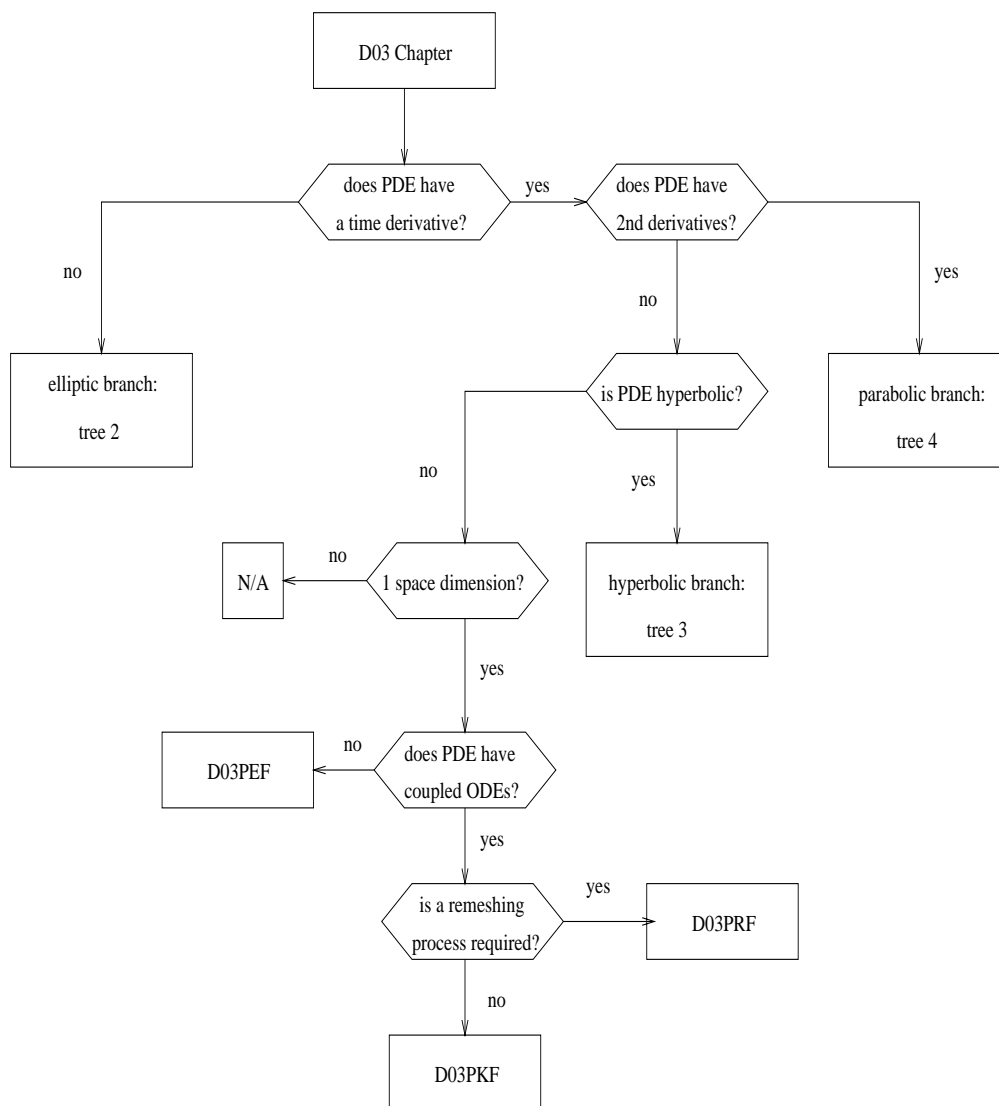 D03 Chapter
does PDE have
a time derivative?
yes
does PDE have
2nd derivatives?
no
no
yes
elliptic branch:
tree 2
is PDE hyperbolic?
parabolic branch:
tree 4
no
yes
N/A
no
1 space dimension?
hyperbolic branch:
tree 3
yes
D03PEF
no
does PDE have
coupled ODEs?
yes
is a remeshing
process required?
yes
D03PRF
no
D03PKF